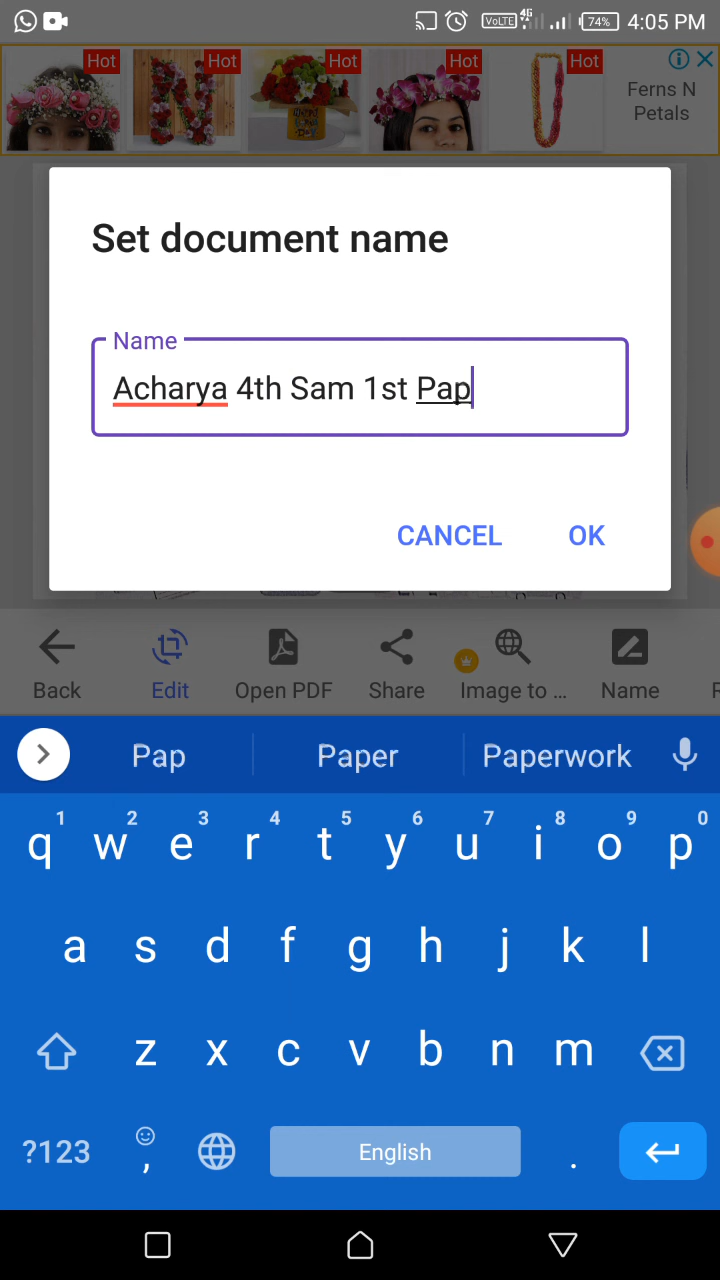 VoLTE 4G 74% 4:05 PM
Hot Hot Hot Hot Hot
Ferns N
Petals
Set document name
Name
Acharya 4th Sam 1st Pap
CANCEL OK
Back Edit Open PDF Share Image to ... Name
Pap Paper Paperwork
1 2 3 4 5 6 7 8 9 0
q w e r t y u i o p
a s d f g h j k l
z x c v b n m
?123 , English .